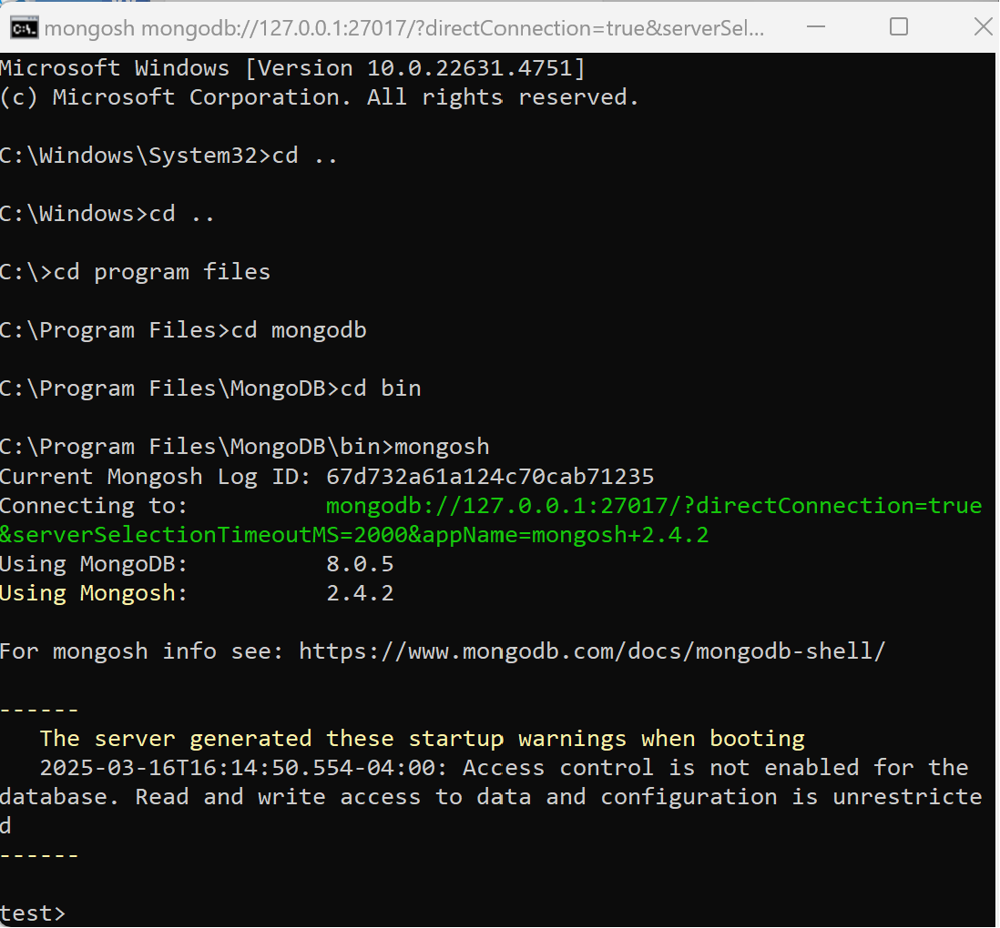 mongosh mongodb://127.0.0.1:27017/?directConnection=true&serverSel...
Microsoft Windows [Version 10.0.22631.4751]
(c) Microsoft Corporation. All rights reserved.
C:\Windows\System32>cd ..
C:\Windows>cd ..
C:\>cd program files
C:\Program Files>cd mongodb
C:\Program Files\MongoDB>cd bin
C:\Program Files\MongoDB\bin>mongosh
Current Mongosh Log ID: 67d732a61a124c70cab71235
Connecting to:          mongodb://127.0.0.1:27017/?directConnection=true
&serverSelectionTimeoutMS=2000&appName=mongosh+2.4.2
Using MongoDB:          8.0.5
Using Mongosh:          2.4.2
For mongosh info see: https://www.mongodb.com/docs/mongodb-shell/
------
The server generated these startup warnings when booting
2025-03-16T16:14:50.554-04:00: Access control is not enabled for the
database. Read and write access to data and configuration is unrestricte
d
------
test>